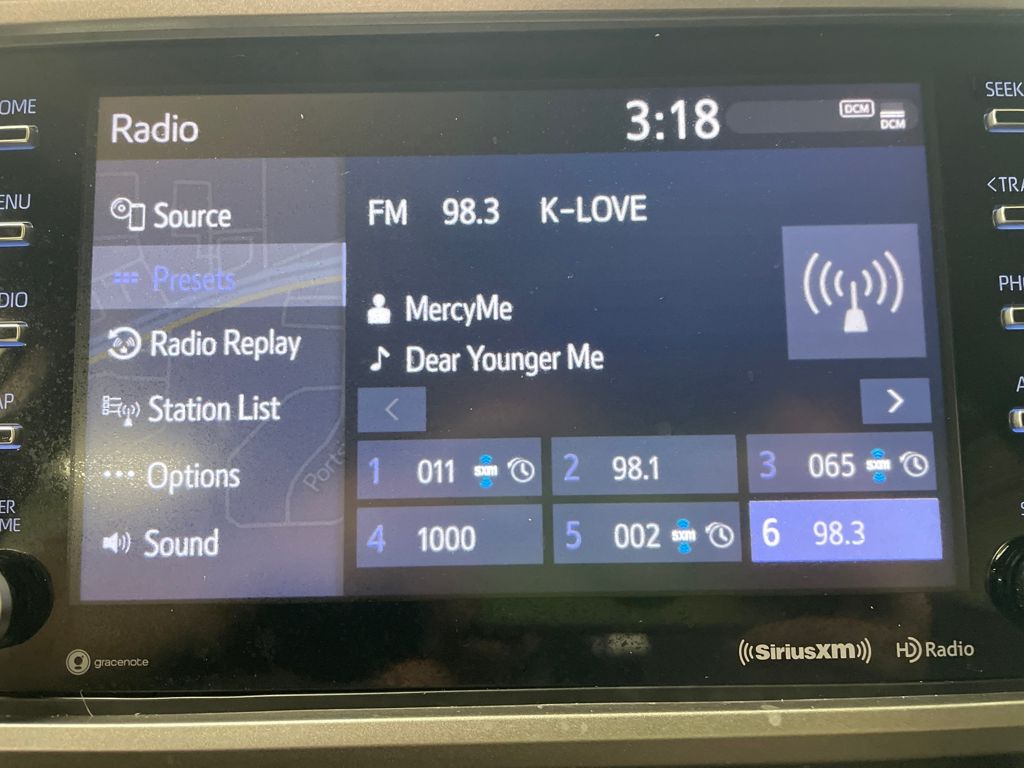 Radio 3:18 DCM DCM
Source
Presets
Radio Replay
Station List
Options
Sound
FM 98.3 K-LOVE
MercyMe
Dear Younger Me
< >
1 011 sxm 2 98.1 3 065 sxm
4 1000 5 002 sxm 6 98.3
Ports
OME
ENU
DIO
AP
ER
ME
SEEK
<TRA
PH
gracenote
SiriusXM HD Radio